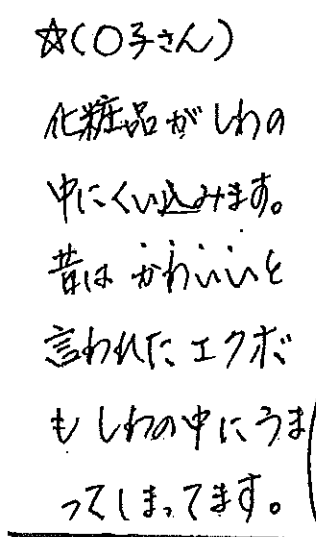 ☆(〇子さん)
化粧品がしわの
中にくい込みます。
昔はかわいいと
言われたエクボ
もしわの中にうま
ってしまってます。